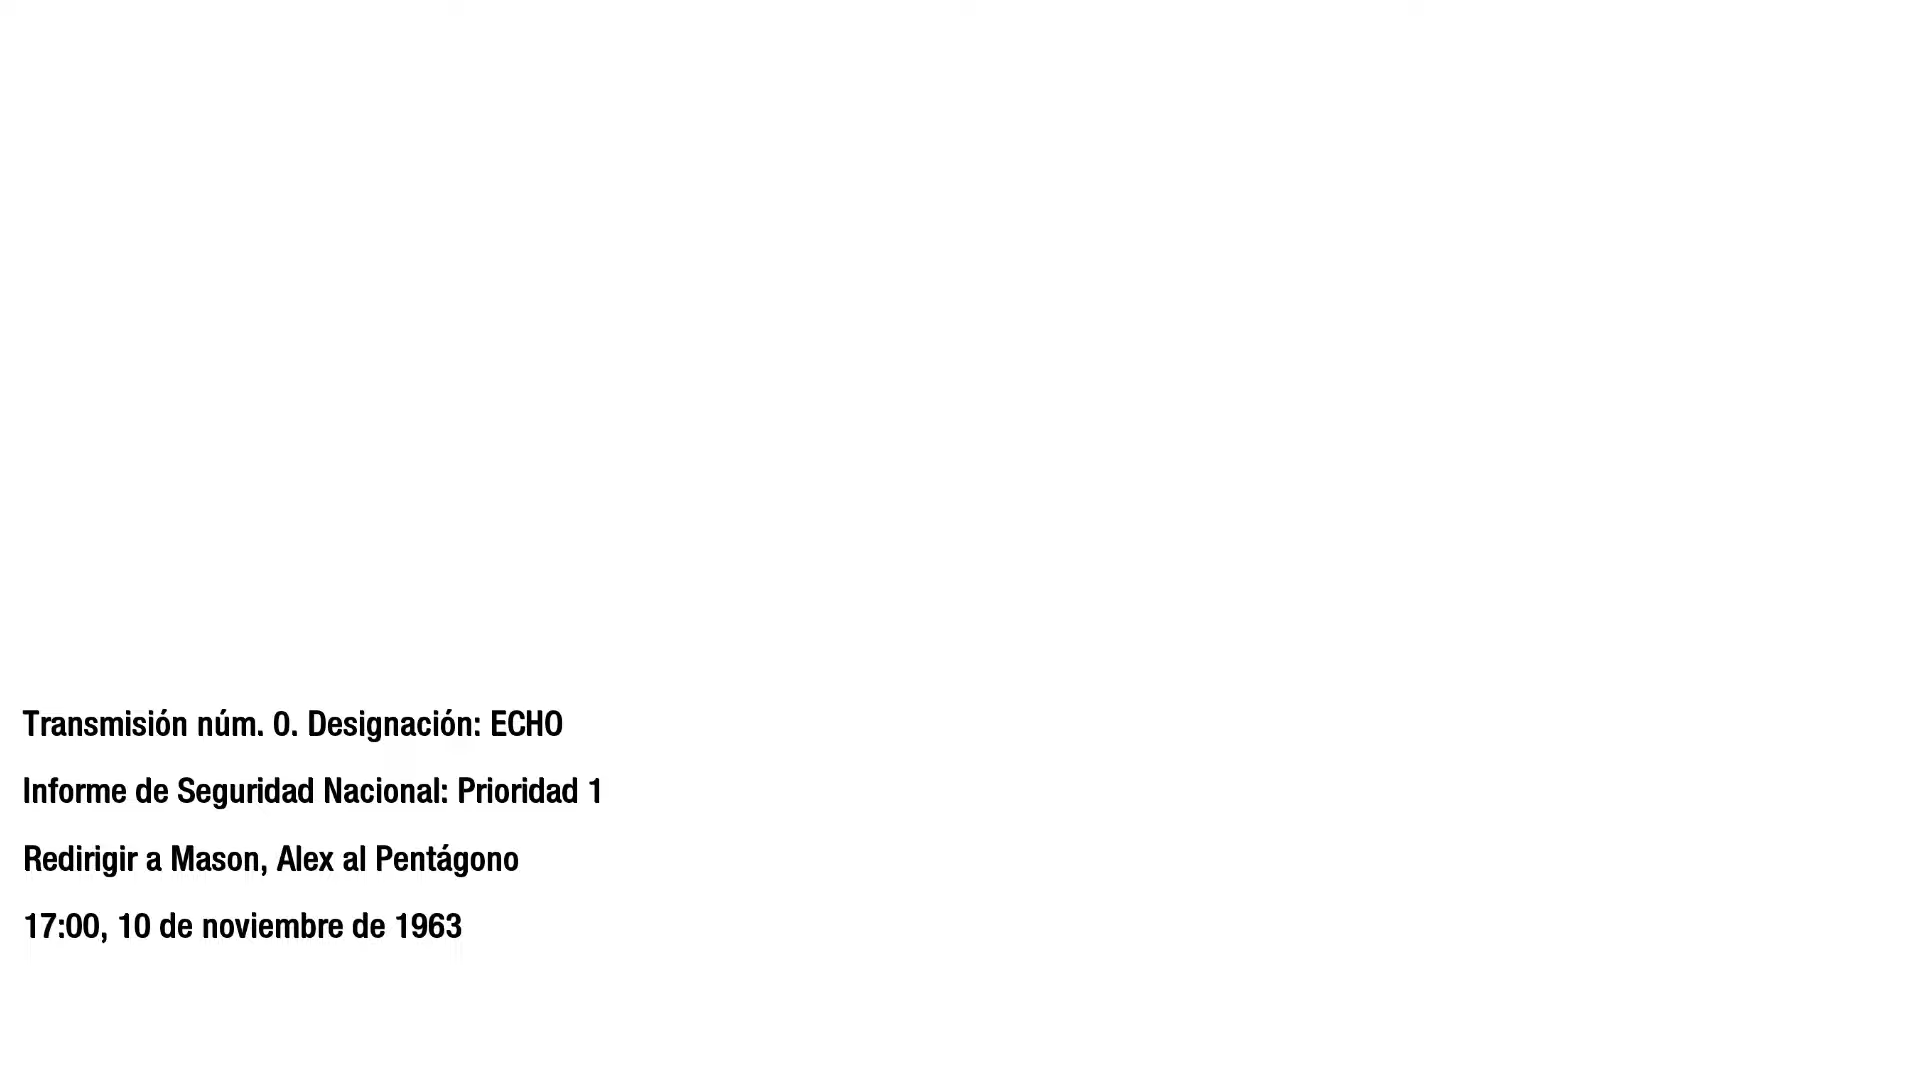 Transmisión núm. 0. Designación: ECHO
Informe de Seguridad Nacional: Prioridad 1
Redirigir a Mason, Alex al Pentágono
17:00, 10 de noviembre de 1963